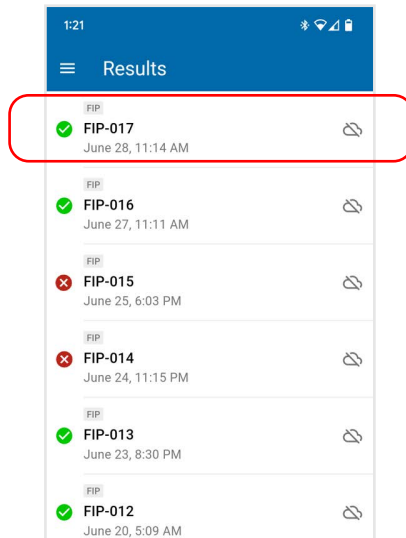 1:21
Results
FIP
FIP-017
June 28, 11:14 AM
FIP
FIP-016
June 27, 11:11 AM
FIP
FIP-015
June 25, 6:03 PM
FIP
FIP-014
June 24, 11:15 PM
FIP
FIP-013
June 23, 8:30 PM
FIP
FIP-012
June 20, 5:09 AM